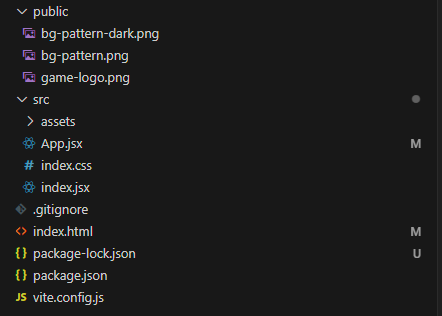 public
bg-pattern-dark.png
bg-pattern.png
game-logo.png
src
assets
App.jsx M
# index.css
index.jsx
.gitignore
<> index.html M
{} package-lock.json U
{} package.json
JS vite.config.js